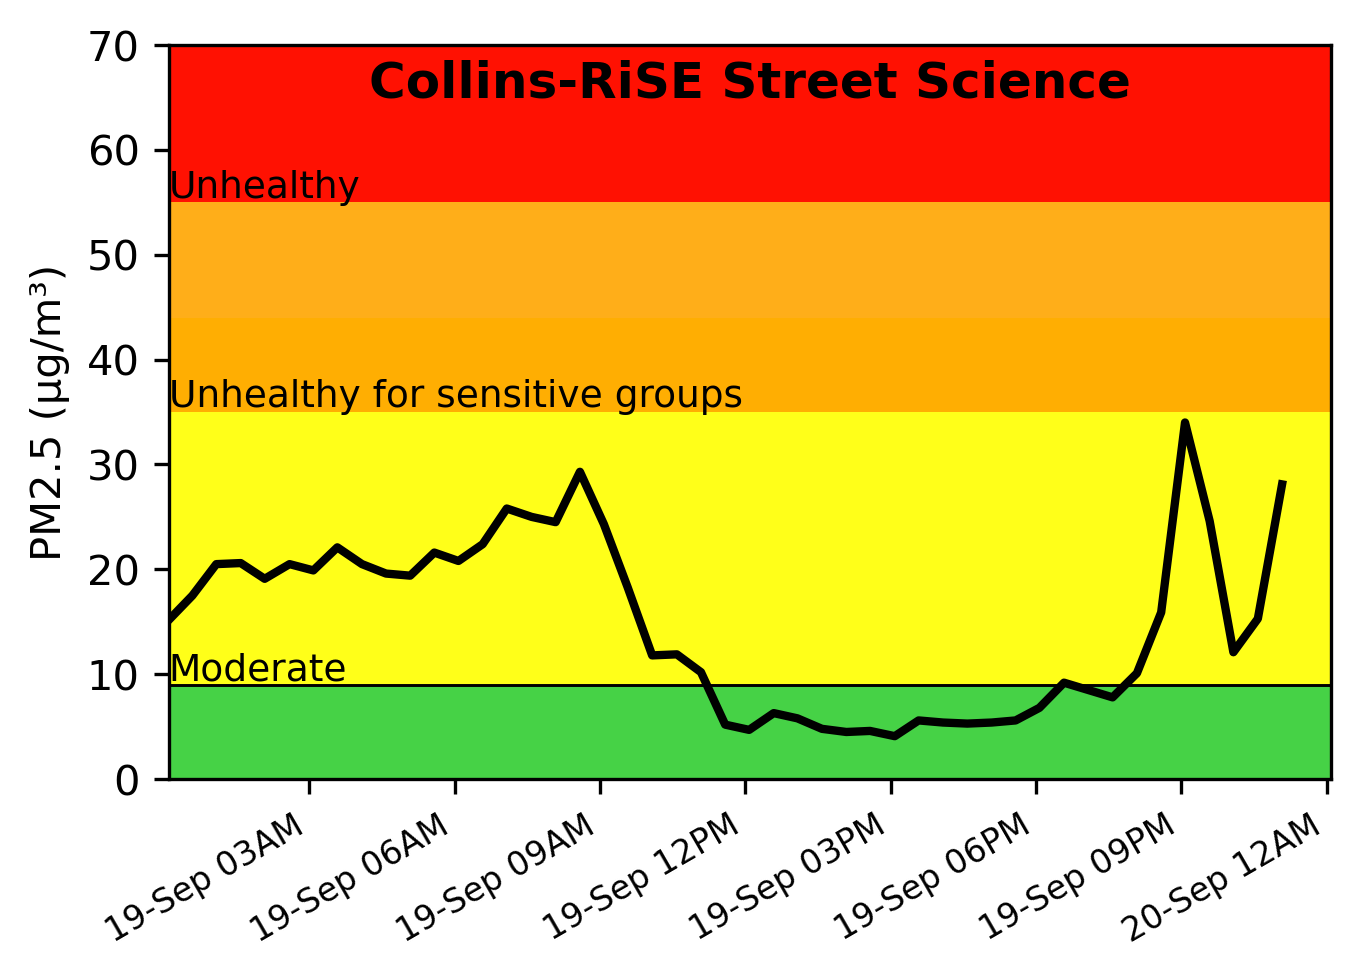 70
Collins-RiSE Street Science
60
Unhealthy
50
40
Unhealthy for sensitive groups
30
20
10
Moderate
0
PM2.5 (µg/m³)
19-Sep 03AM
19-Sep 06AM
19-Sep 09AM
19-Sep 12PM
19-Sep 03PM
19-Sep 06PM
19-Sep 09PM
20-Sep 12AM